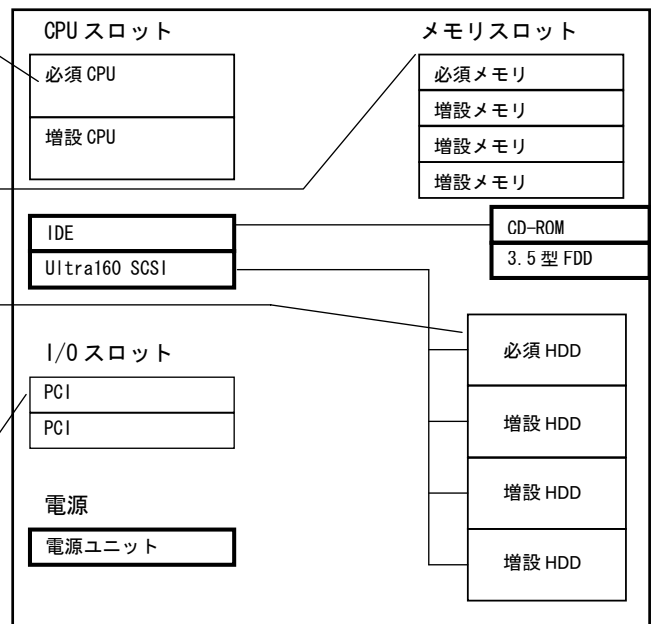 CPU スロット
必須 CPU
増設 CPU
メモリスロット
必須メモリ
増設メモリ
増設メモリ
増設メモリ
IDE
Ultra160 SCSI
CD-ROM
3.5 型 FDD
I/O スロット
PCI
PCI
必須 HDD
増設 HDD
増設 HDD
増設 HDD
電源
電源ユニット